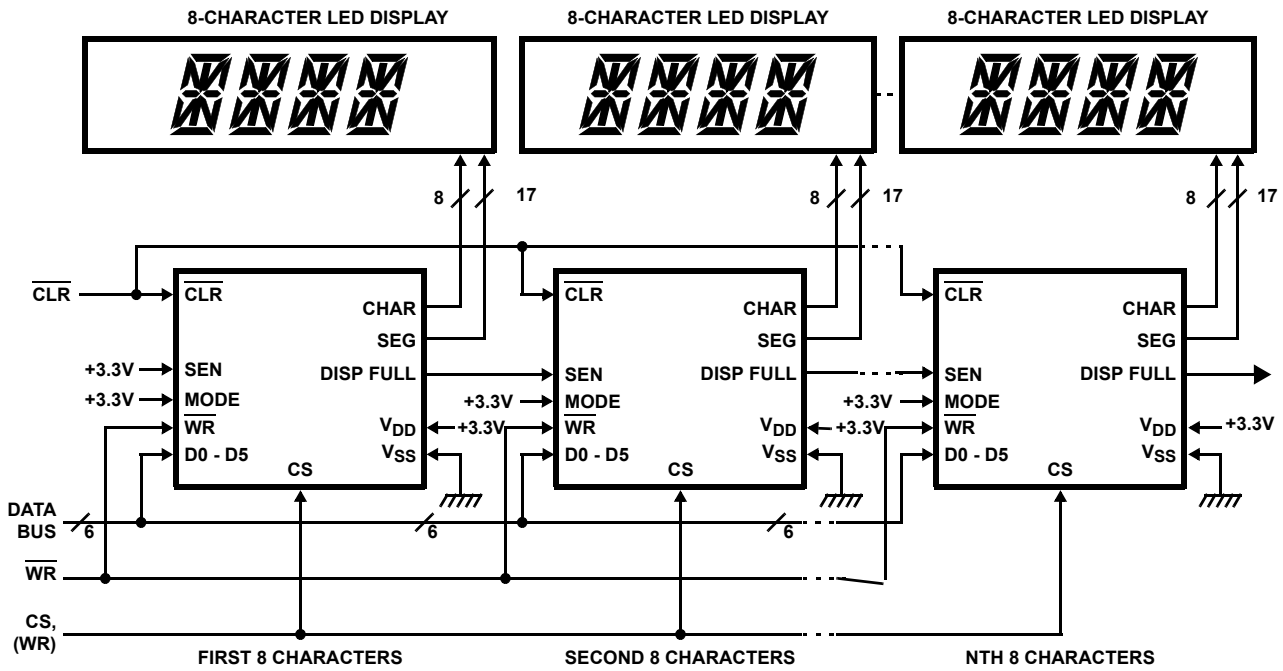 8-CHARACTER LED DISPLAY 8-CHARACTER LED DISPLAY 8-CHARACTER LED DISPLAY
8 17 8 17 8 17
CLR CLR CLR CLR
CHAR CHAR CHAR
SEG SEG SEG
+3.3V SEN DISP FULL SEN DISP FULL SEN DISP FULL
+3.3V MODE +3.3V MODE +3.3V MODE
WR VDD +3.3V WR VDD +3.3V WR VDD +3.3V
D0 - D5 VSS D0 - D5 VSS D0 - D5 VSS
CS CS CS
DATA
BUS 6 6 6
WR
CS,
(WR)
FIRST 8 CHARACTERS SECOND 8 CHARACTERS NTH 8 CHARACTERS